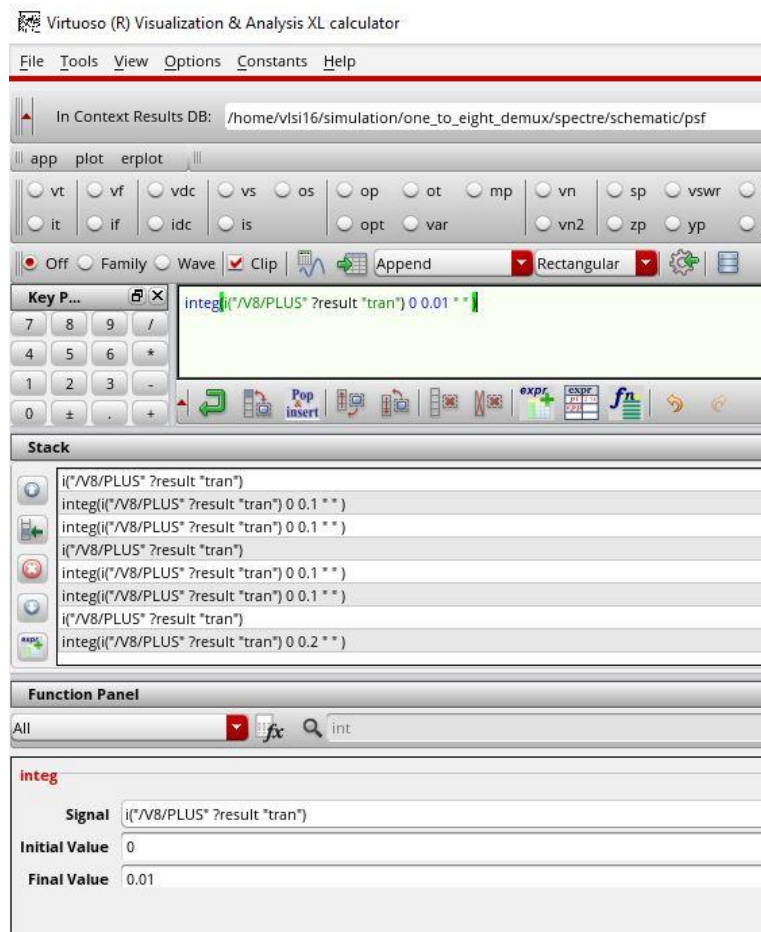 Virtuoso (R) Visualization & Analysis XL calculator
File Tools View Options Constants Help
In Context Results DB: /home/vlsi16/simulation/one_to_eight_demux/spectre/schematic/psf
app plot erplot
vt vf vdc vs os op ot mp vn sp vswr
it if idc is opt var vn2 zp yp
Off Family Wave Clip Append Rectangular
Key P...
7 8 9 /
4 5 6 *
1 2 3 -
0 ± . +
integ(i("/V8/PLUS" ?result "tran") 0 0.01 " " )
Pop & insert
expr
expr
fn
Stack
i("/V8/PLUS" ?result "tran")
integ(i("/V8/PLUS" ?result "tran") 0 0.1 " " )
integ(i("/V8/PLUS" ?result "tran") 0 0.1 " " )
i("/V8/PLUS" ?result "tran")
integ(i("/V8/PLUS" ?result "tran") 0 0.1 " " )
integ(i("/V8/PLUS" ?result "tran") 0 0.1 " " )
i("/V8/PLUS" ?result "tran")
integ(i("/V8/PLUS" ?result "tran") 0 0.2 " " )
expr
Function Panel
All fx int
integ
Signal i("/V8/PLUS" ?result "tran")
Initial Value 0
Final Value 0.01